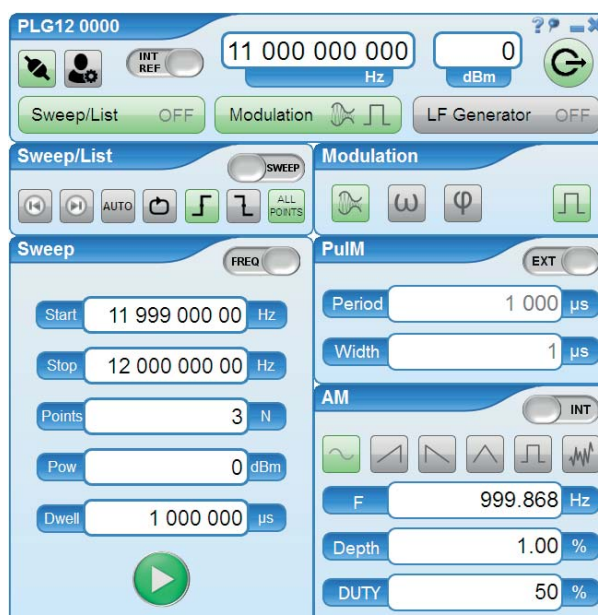 PLG12 0000
INT REF
11 000 000 000
Hz
0
dBm
Sweep/List OFF
Modulation
LF Generator OFF
Sweep/List
SWEEP
AUTO
ALL POINTS
Modulation
ω
φ
Sweep
FREQ
Start 11 999 000 00 Hz
Stop 12 000 000 00 Hz
Points 3 N
Pow 0 dBm
Dwell 1 000 000 µs
PulM
EXT
Period 1 000 µs
Width 1 µs
AM
INT
F 999.868 Hz
Depth 1.00 %
DUTY 50 %